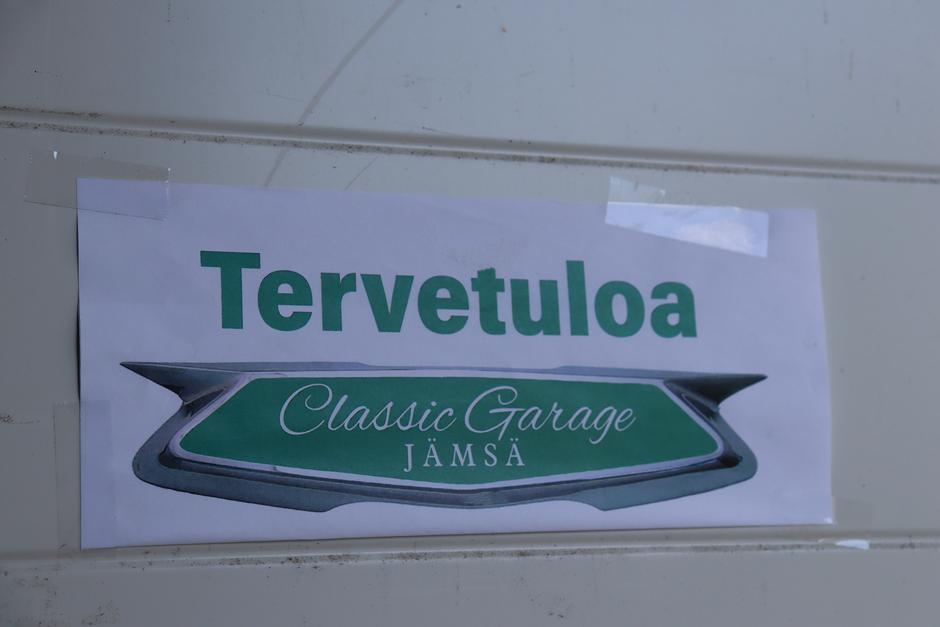 Tervetuloa
Classic Garage
JÄMSÄ